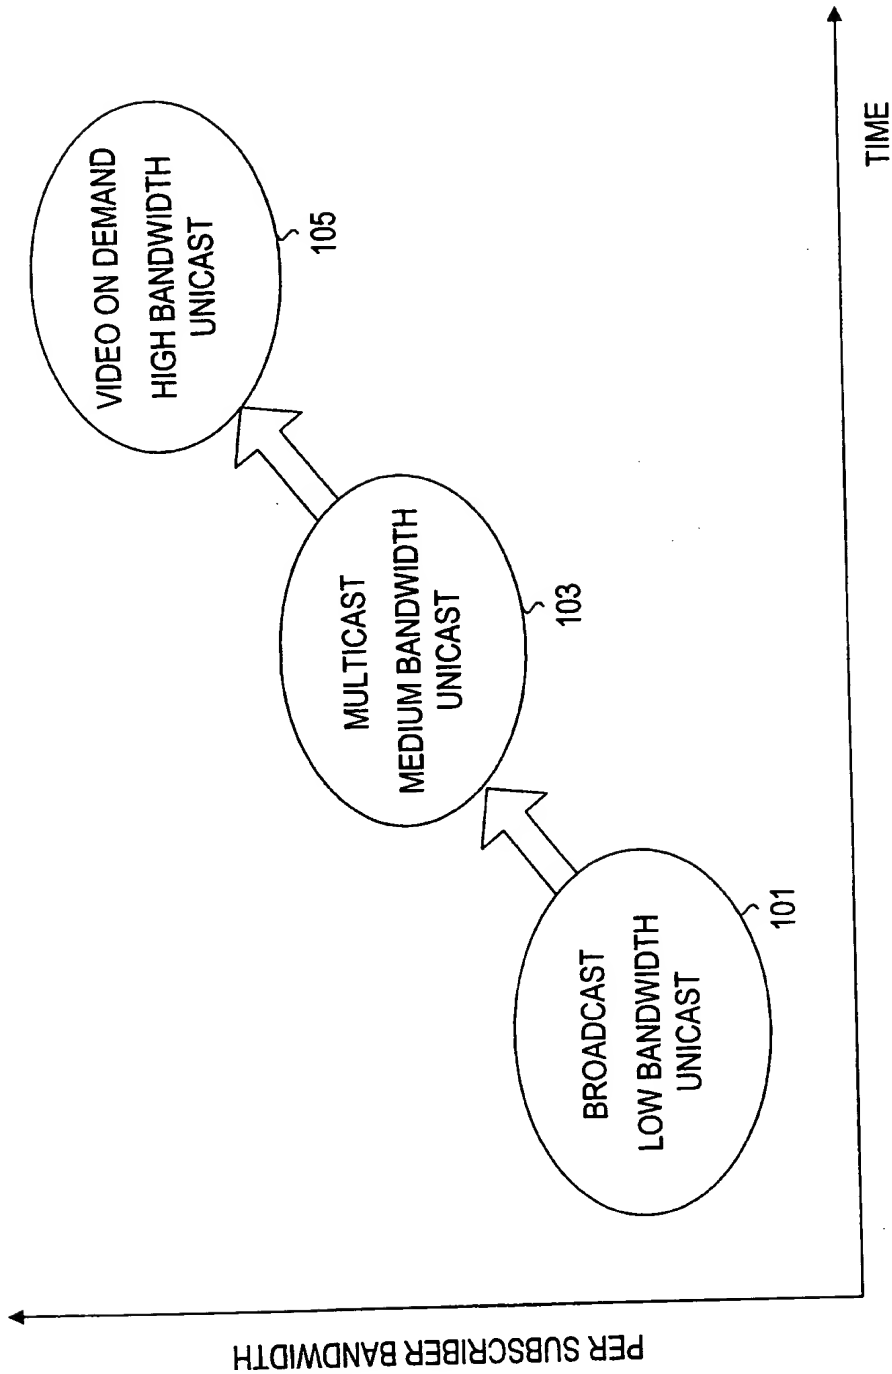 PER SUBSCRIBER BANDWIDTH
VIDEO ON DEMAND
HIGH BANDWIDTH
UNICAST
105
MULTICAST
MEDIUM BANDWIDTH
UNICAST
103
BROADCAST
LOW BANDWIDTH
UNICAST
101
TIME